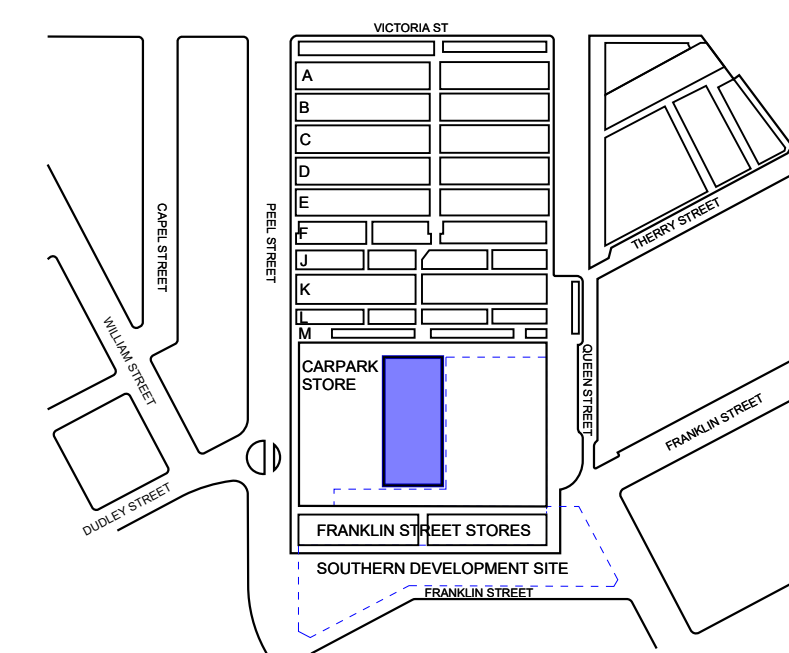 VICTORIA ST
A
B
C
D
E
F
J
K
L
M
CAPEL STREET
PEEL STREET
THERRY STREET
WILLIAM STREET
CARPARK
STORE
QUEEN STREET
FRANKLIN STREET
DUDLEY STREET
FRANKLIN STREET STORES
SOUTHERN DEVELOPMENT SITE
FRANKLIN STREET